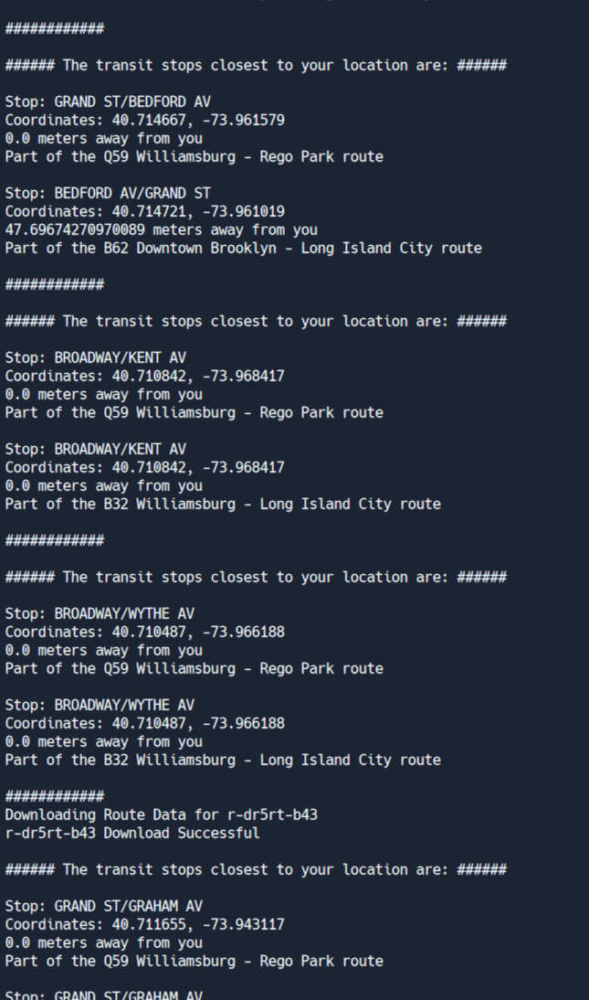 ############
###### The transit stops closest to your location are: ######
Stop: GRAND ST/BEDFORD AV
Coordinates: 40.714667, -73.961579
0.0 meters away from you
Part of the Q59 Williamsburg - Rego Park route
Stop: BEDFORD AV/GRAND ST
Coordinates: 40.714721, -73.961019
47.69674270970089 meters away from you
Part of the B62 Downtown Brooklyn - Long Island City route
############
###### The transit stops closest to your location are: ######
Stop: BROADWAY/KENT AV
Coordinates: 40.710842, -73.968417
0.0 meters away from you
Part of the Q59 Williamsburg - Rego Park route
Stop: BROADWAY/KENT AV
Coordinates: 40.710842, -73.968417
0.0 meters away from you
Part of the B32 Williamsburg - Long Island City route
############
###### The transit stops closest to your location are: ######
Stop: BROADWAY/WYTHE AV
Coordinates: 40.710487, -73.966188
0.0 meters away from you
Part of the Q59 Williamsburg - Rego Park route
Stop: BROADWAY/WYTHE AV
Coordinates: 40.710487, -73.966188
0.0 meters away from you
Part of the B32 Williamsburg - Long Island City route
############
Downloading Route Data for r-dr5rt-b43
r-dr5rt-b43 Download Successful
###### The transit stops closest to your location are: ######
Stop: GRAND ST/GRAHAM AV
Coordinates: 40.711655, -73.943117
0.0 meters away from you
Part of the Q59 Williamsburg - Rego Park route
Stop: GRAND ST/GRAHAM AV